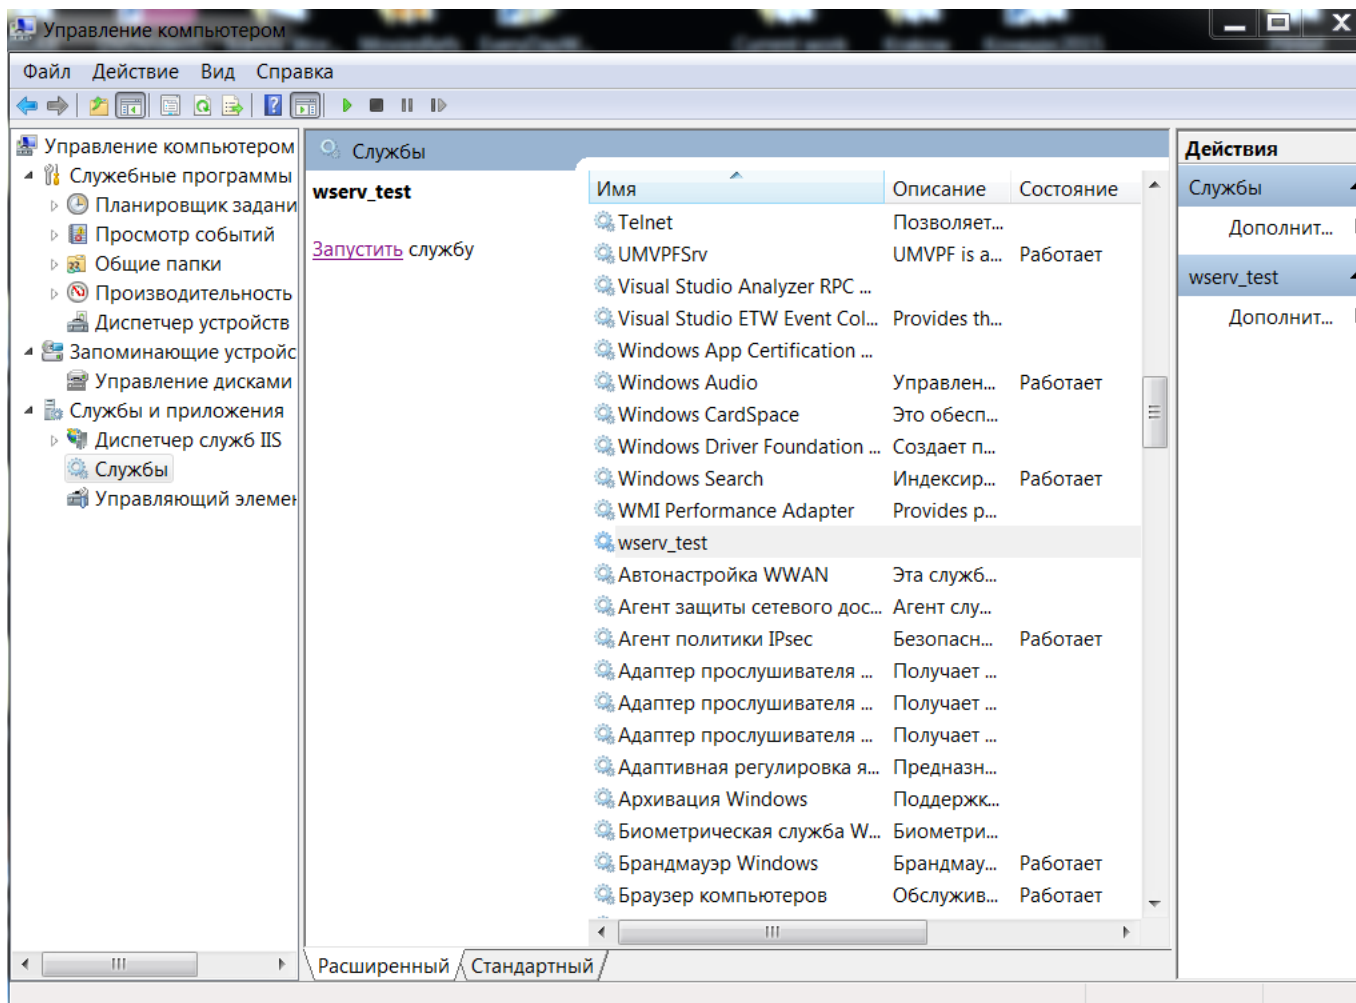 Управление компьютером
Файл Действие Вид Справка
Управление компьютером
Служебные программы
Планировщик задани
Просмотр событий
Общие папки
Производительность
Диспетчер устройств
Запоминающие устройс
Управление дисками
Службы и приложения
Диспетчер служб IIS
Службы
Управляющий элемен
Службы
wserv_test
Запустить службу
Имя Описание Состояние
Telnet Позволяет...
UMVPFSrv UMVPF is a... Работает
Visual Studio Analyzer RPC ...
Visual Studio ETW Event Col... Provides th...
Windows App Certification ...
Windows Audio Управлен... Работает
Windows CardSpace Это обесп...
Windows Driver Foundation ... Создает п...
Windows Search Индексир... Работает
WMI Performance Adapter Provides p...
wserv_test
Автонастройка WWAN Эта служб...
Агент защиты сетевого дос... Агент слу...
Агент политики IPsec Безопасн... Работает
Адаптер прослушивателя ... Получает ...
Адаптер прослушивателя ... Получает ...
Адаптер прослушивателя ... Получает ...
Адаптивная регулировка я... Предназн...
Архивация Windows Поддержк...
Биометрическая служба W... Биометри...
Брандмауэр Windows Брандмау... Работает
Браузер компьютеров Обслужив... Работает
Расширенный Стандартный
Действия
Службы
Дополнит...
wserv_test
Дополнит...